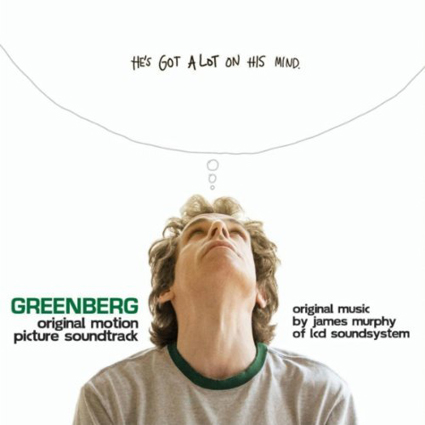 HE'S GOT A LOT ON HIS MIND.
GREENBERG
original motion
picture soundtrack
original music
by james murphy
of lcd soundsystem